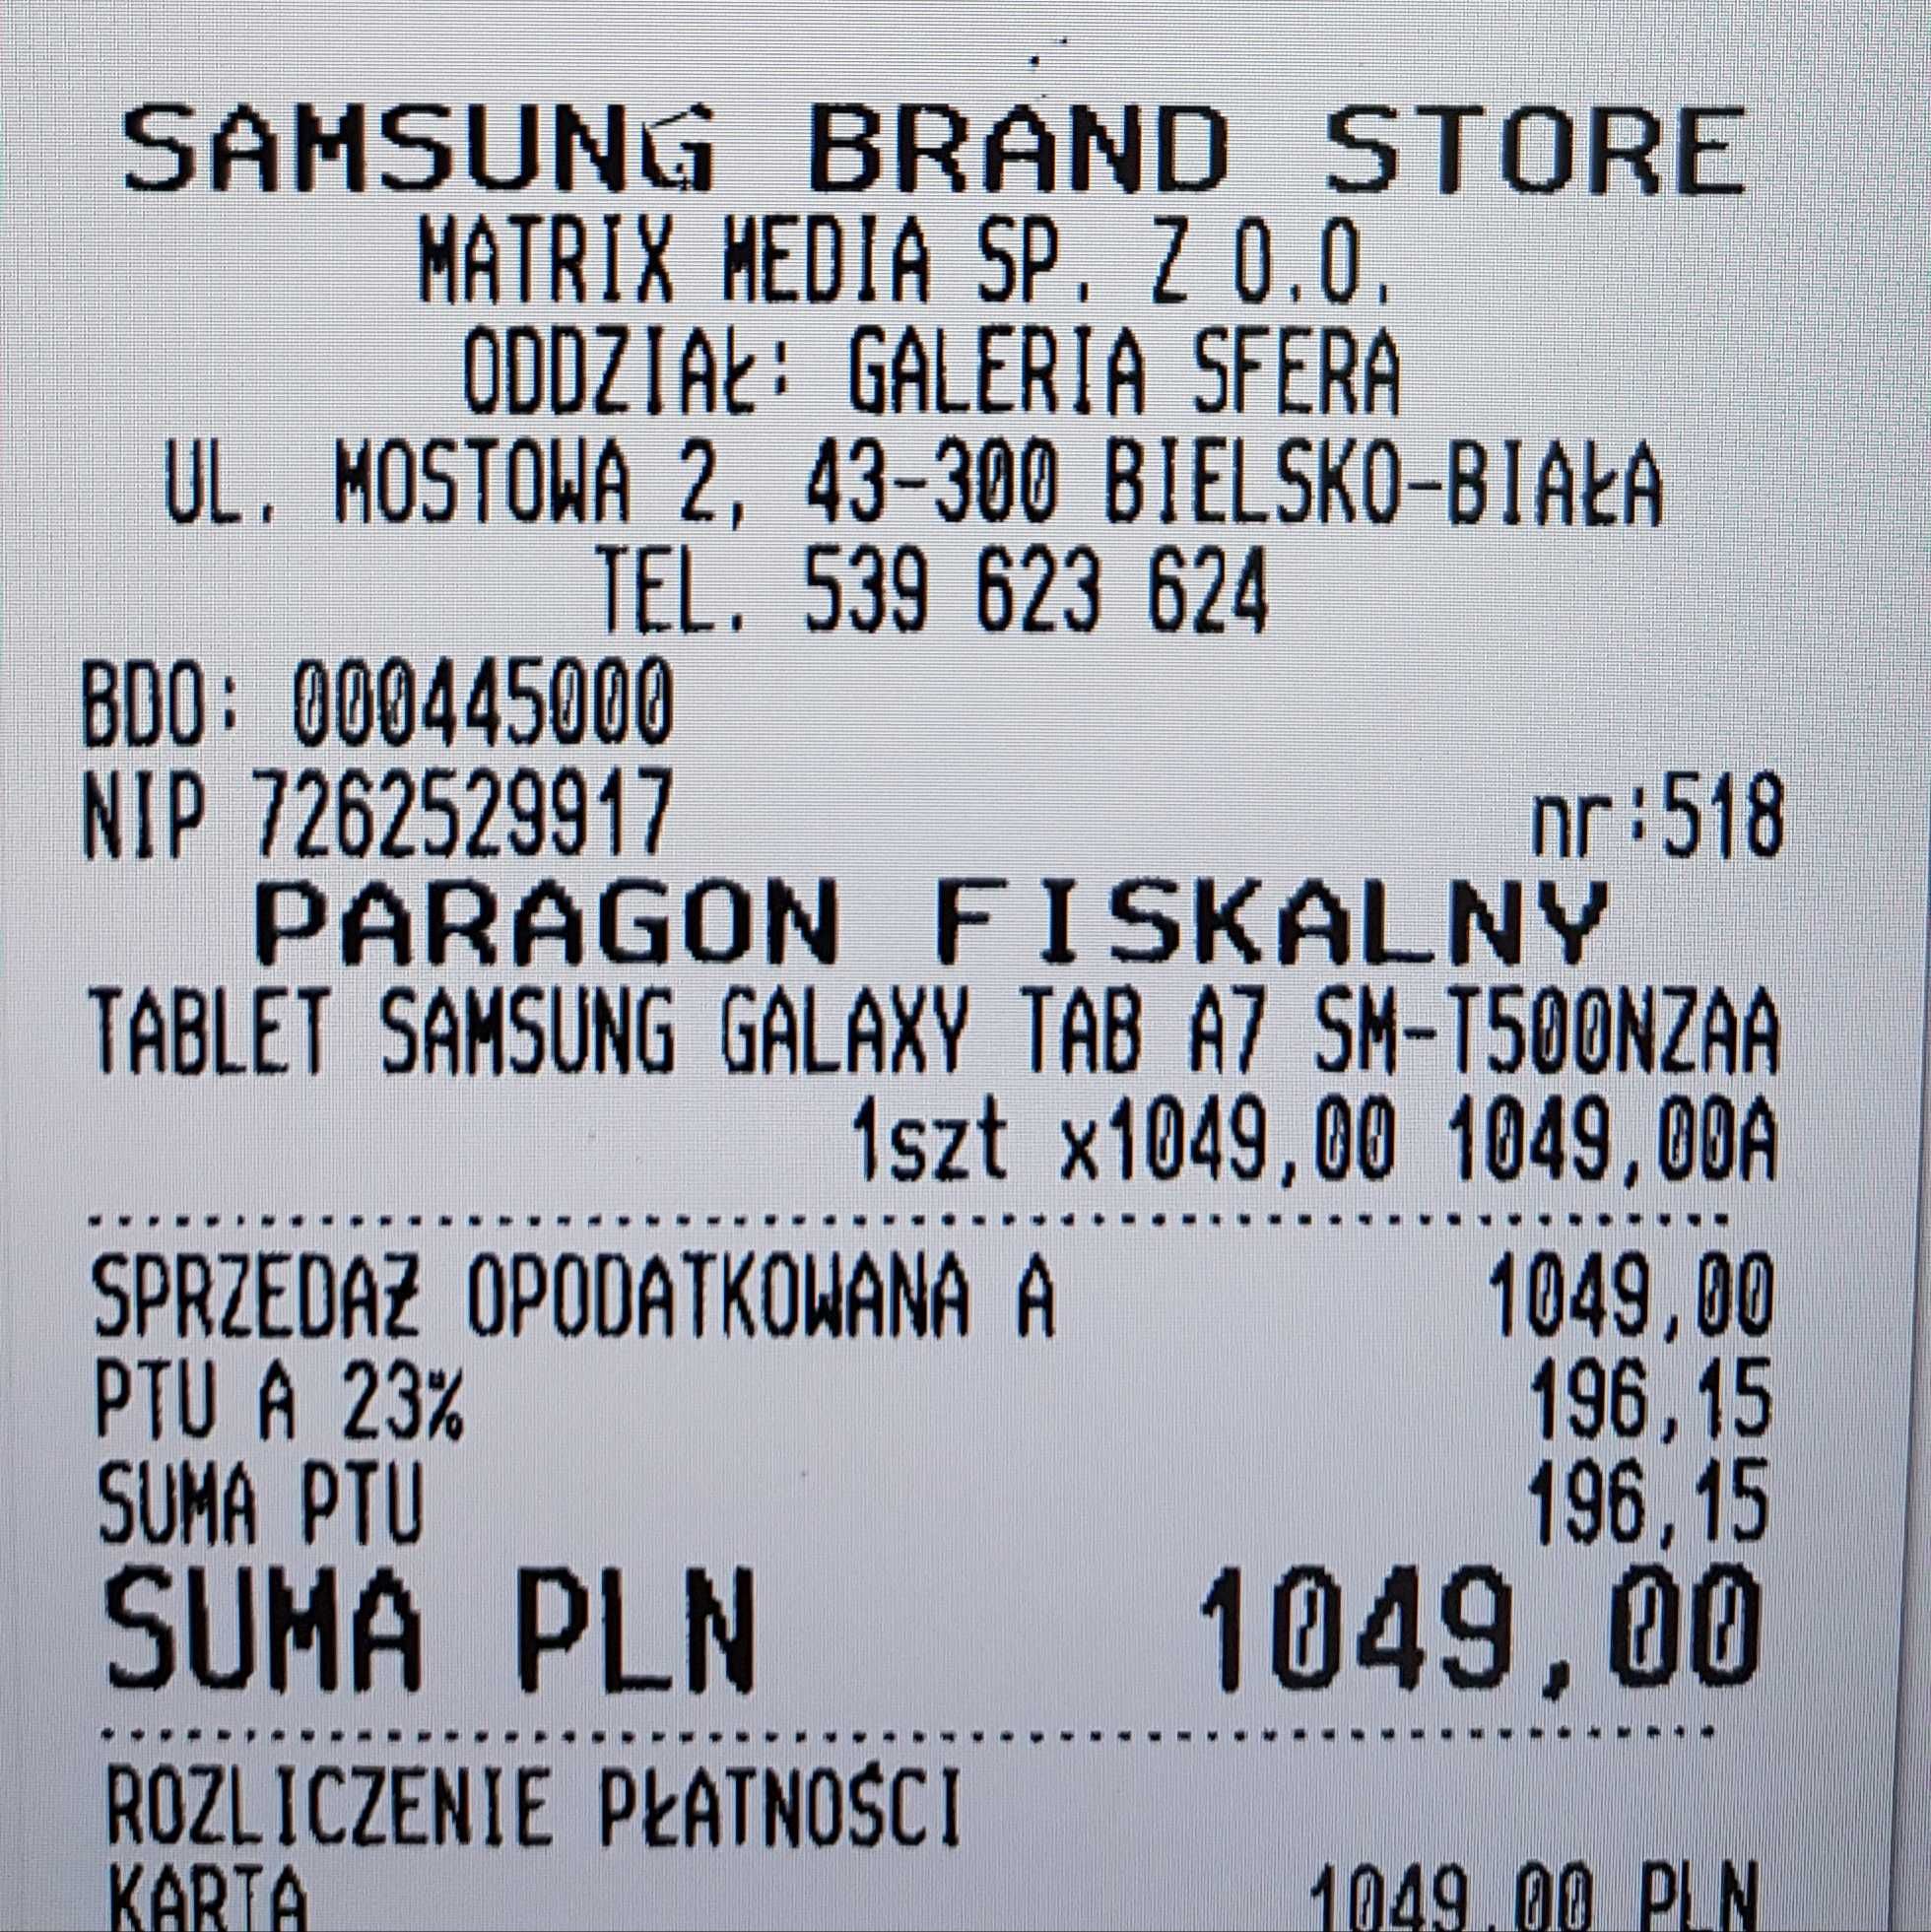 SAMSUNG BRAND STORE
MATRIX MEDIA SP. Z O.O.
ODDZIAŁ: GALERIA SFERA
UL. MOSTOWA 2, 43-300 BIELSKO-BIAŁA
TEL. 539 623 624
BDO: 000445000
NIP 7262529917 nr:518
PARAGON FISKALNY
TABLET SAMSUNG GALAXY TAB A7 SM-T500NZAA
1szt x1049,00 1049,00A
SPRZEDAŻ OPODATKOWANA A 1049,00
PTU A 23% 196,15
SUMA PTU 196,15
SUMA PLN 1049,00
ROZLICZENIE PŁATNOŚCI
KARTA 1049,00 PLN